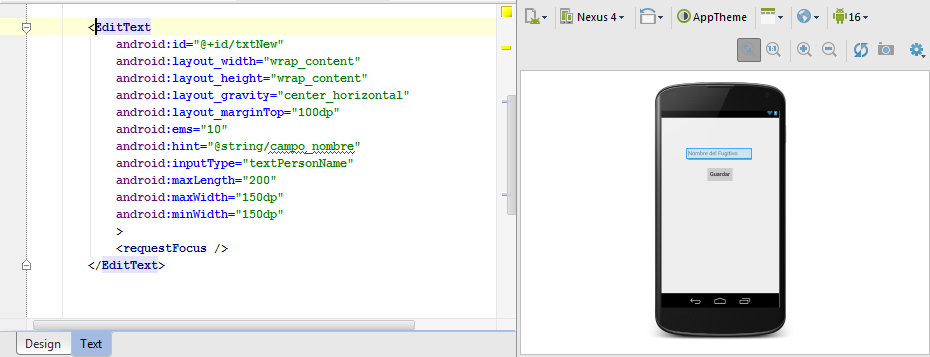 <EditText
android:id="@+id/txtNew"
android:layout_width="wrap_content"
android:layout_height="wrap_content"
android:layout_gravity="center_horizontal"
android:layout_marginTop="100dp"
android:ems="10"
android:hint="@string/campo_nombre"
android:inputType="textPersonName"
android:maxLength="200"
android:maxWidth="150dp"
android:minWidth="150dp"
>
<requestFocus />
</EditText>
Design Text
Nexus 4 AppTheme 16
1:1
Nombre del Fugitivo
Guardar